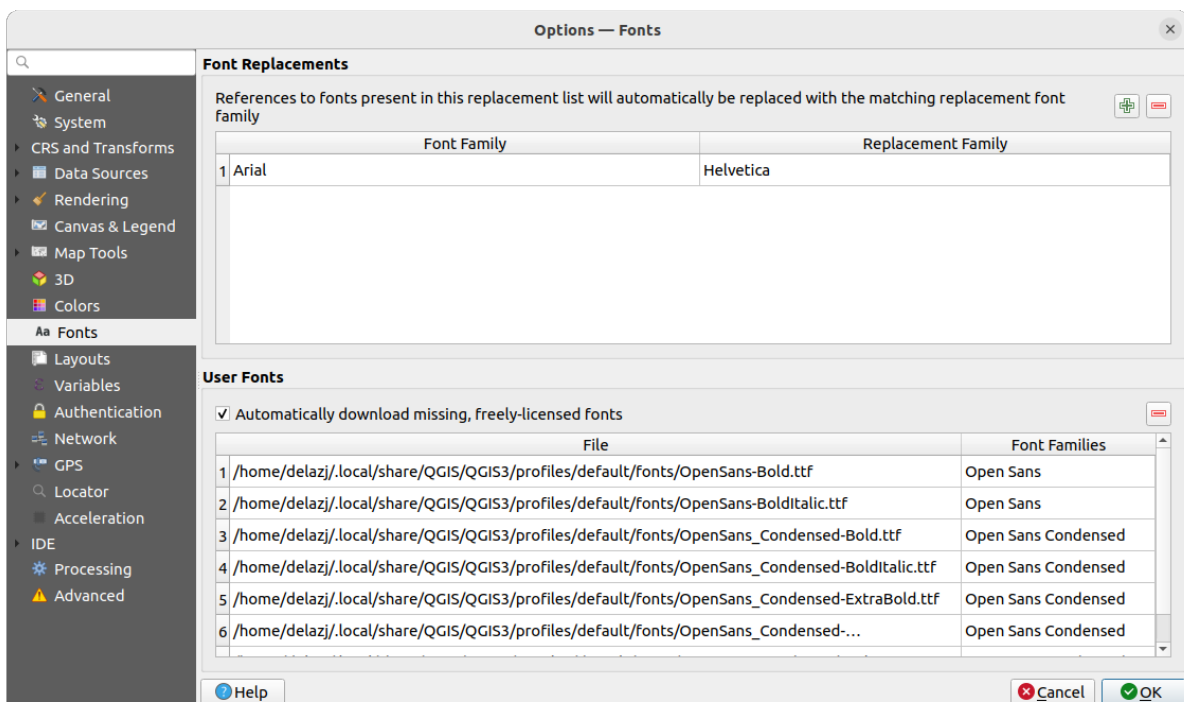 Options — Fonts
General
System
CRS and Transforms
Data Sources
Rendering
Canvas & Legend
Map Tools
3D
Colors
Aa Fonts
Layouts
Variables
Authentication
Network
GPS
Locator
Acceleration
IDE
Processing
Advanced
Font Replacements
References to fonts present in this replacement list will automatically be replaced with the matching replacement font
family
Font Family Replacement Family
1 Arial Helvetica
User Fonts
Automatically download missing, freely-licensed fonts
File Font Families
1 /home/delazj/.local/share/QGIS/QGIS3/profiles/default/fonts/OpenSans-Bold.ttf Open Sans
2 /home/delazj/.local/share/QGIS/QGIS3/profiles/default/fonts/OpenSans-BoldItalic.ttf Open Sans
3 /home/delazj/.local/share/QGIS/QGIS3/profiles/default/fonts/OpenSans_Condensed-Bold.ttf Open Sans Condensed
4 /home/delazj/.local/share/QGIS/QGIS3/profiles/default/fonts/OpenSans_Condensed-BoldItalic.ttf Open Sans Condensed
5 /home/delazj/.local/share/QGIS/QGIS3/profiles/default/fonts/OpenSans_Condensed-ExtraBold.ttf Open Sans Condensed
6 /home/delazj/.local/share/QGIS/QGIS3/profiles/default/fonts/OpenSans_Condensed-... Open Sans Condensed
Help Cancel OK